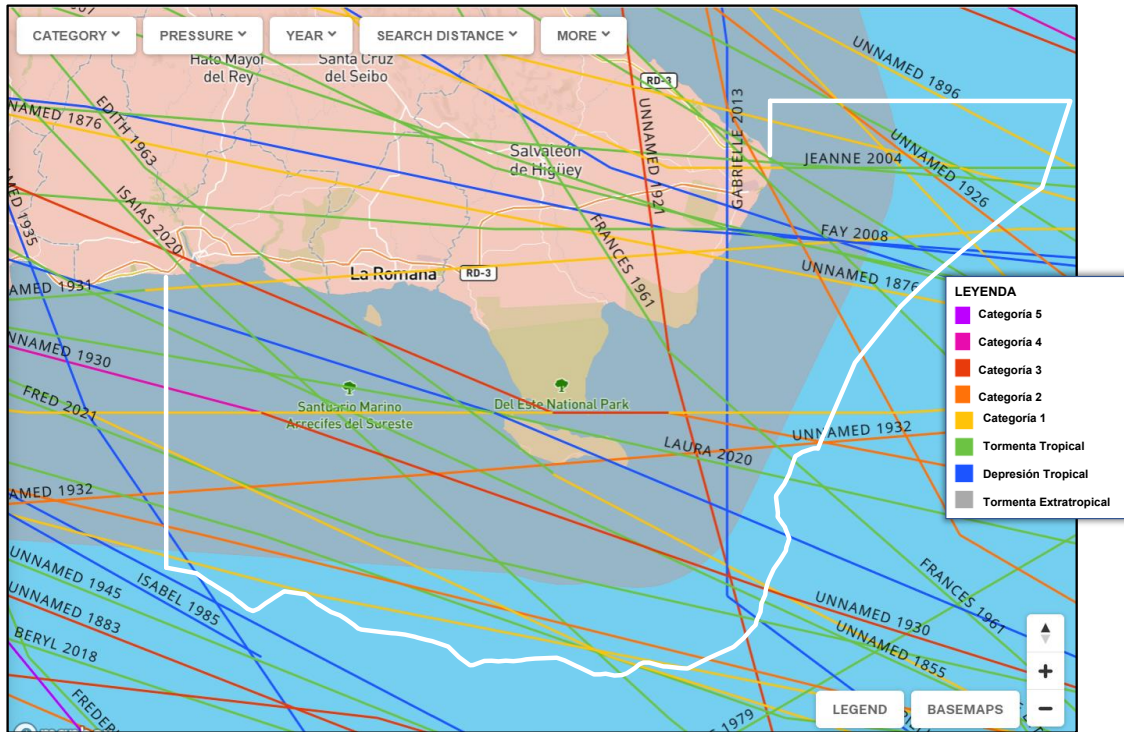 CATEGORY
PRESSURE
YEAR
SEARCH DISTANCE
MORE
Hato Mayor
del Rey
Santa Cruz
del Seibo
RD-3
UNNAMED 1896
NAMED 1876
EDITH 1963
UNNAMED 1921
GABRIELLE 2013
JEANNE 2004
Salvaleón
de Higüey
UNNAMED 1926
ISAIAS 2020
MED 1935
FRANCES 1961
FAY 2008
La Romana
RD-3
UNNAMED 1876
AMED 1931
LEYENDA
Categoría 5
Categoría 4
Categoría 3
Categoría 2
Categoría 1
Tormenta Tropical
Depresión Tropical
Tormenta Extratropical
NNAMED 1930
FRED 2021
Santuario Marino
Arrecifes del Sureste
Del Este National Park
UNNAMED 1932
LAURA 2020
AMED 1932
UNNAMED 1945
ISABEL 1985
FRANCES 1961
UNNAMED 1883
UNNAMED 1930
UNNAMED 1855
BERYL 2018
FREDERI
1979
LEGEND
BASEMAPS